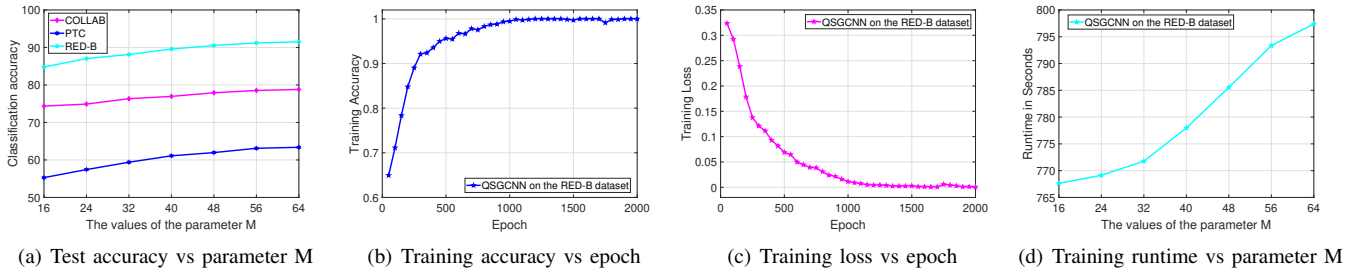 100
90
80
70
60
50
16
24
32
40
48
56
64
Classification accuracy
The values of the parameter M
COLLAB
PTC
RED-B
(a) Test accuracy vs parameter M
1
0.9
0.8
0.7
0.6
0
500
1000
1500
2000
Training Accuracy
Epoch
QSGCNN on the RED-B dataset
(b) Training accuracy vs epoch
0.35
0.3
0.25
0.2
0.15
0.1
0.05
0
0
500
1000
1500
2000
Training Loss
Epoch
QSGCNN on the RED-B dataset
(c) Training loss vs epoch
800
795
790
785
780
775
770
765
16
24
32
40
48
56
64
Runtime in Seconds
The values of the parameter M
QSGCNN on the RED-B dataset
(d) Training runtime vs parameter M